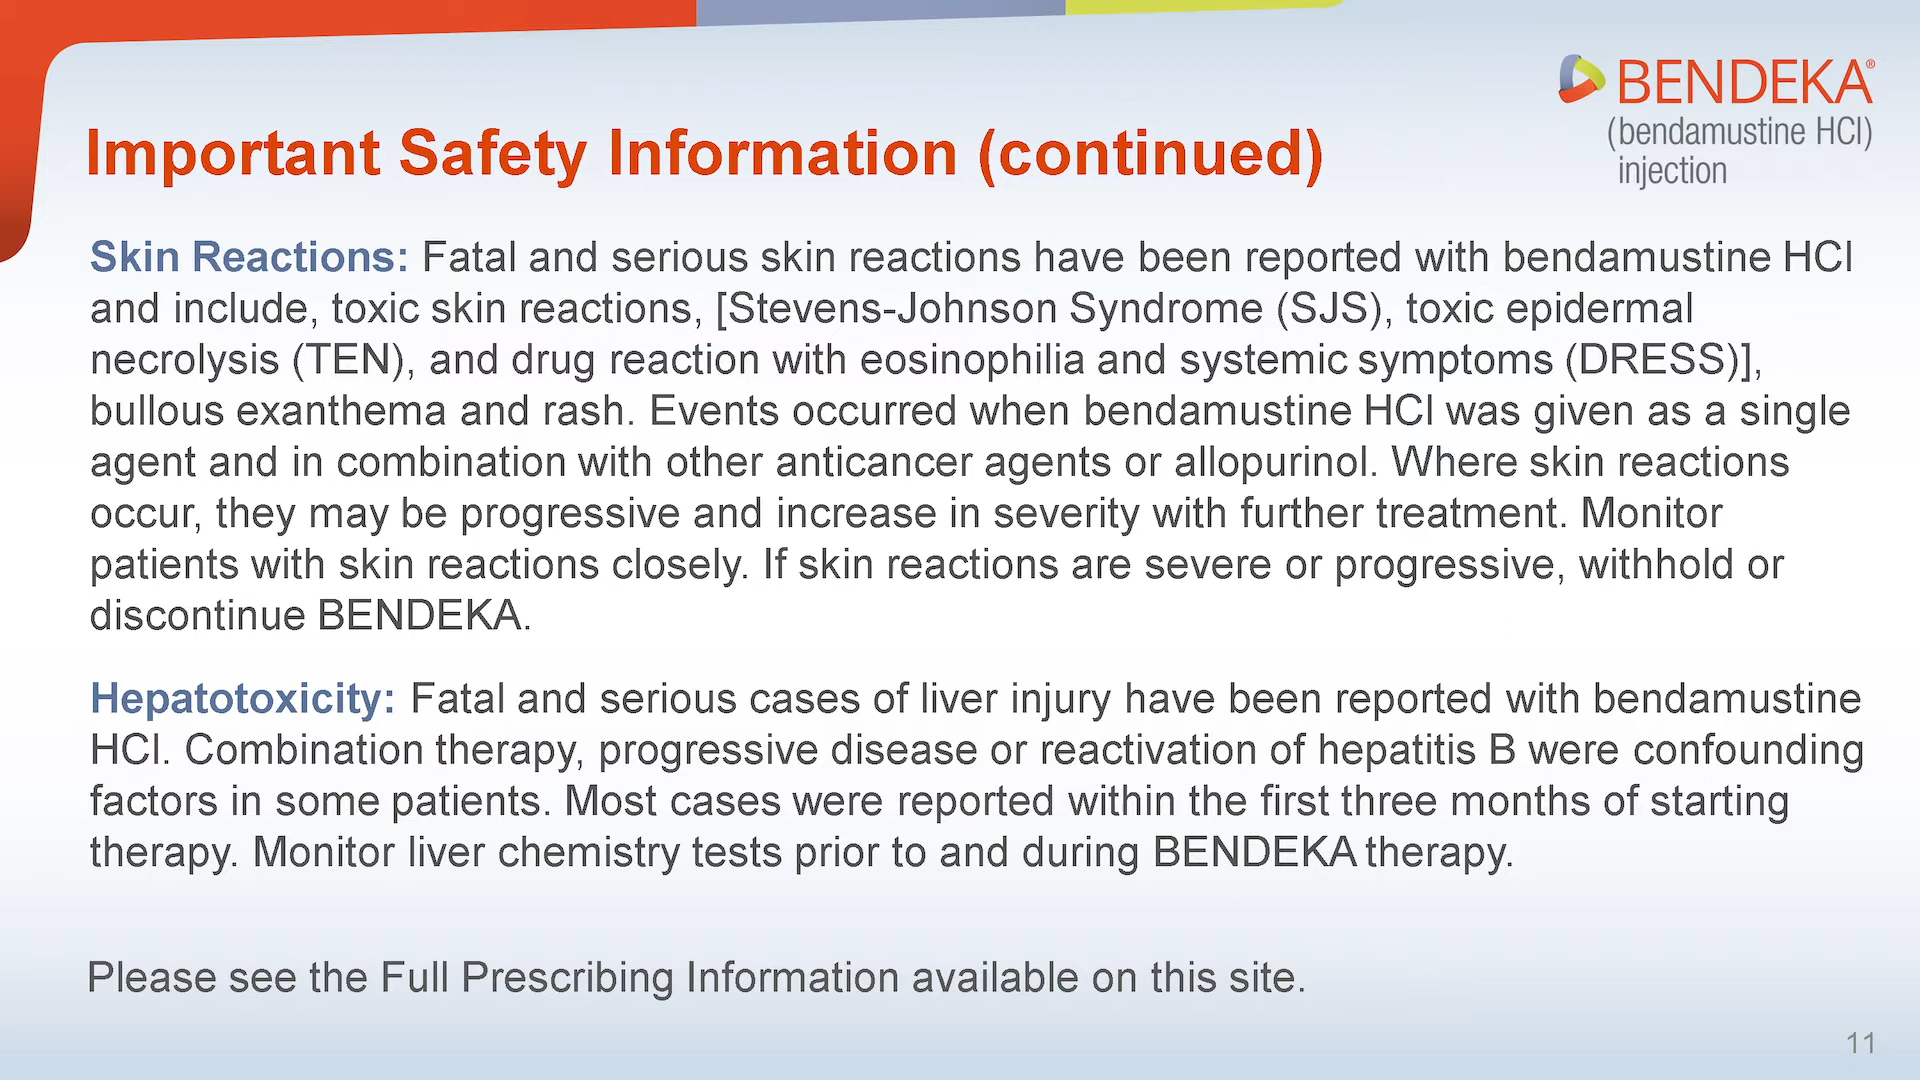 BENDEKA®
(bendamustine HCl)
injection
Important Safety Information (continued)
Skin Reactions: Fatal and serious skin reactions have been reported with bendamustine HCl
and include, toxic skin reactions, [Stevens-Johnson Syndrome (SJS), toxic epidermal
necrolysis (TEN), and drug reaction with eosinophilia and systemic symptoms (DRESS)],
bullous exanthema and rash. Events occurred when bendamustine HCl was given as a single
agent and in combination with other anticancer agents or allopurinol. Where skin reactions
occur, they may be progressive and increase in severity with further treatment. Monitor
patients with skin reactions closely. If skin reactions are severe or progressive, withhold or
discontinue BENDEKA.
Hepatotoxicity: Fatal and serious cases of liver injury have been reported with bendamustine
HCl. Combination therapy, progressive disease or reactivation of hepatitis B were confounding
factors in some patients. Most cases were reported within the first three months of starting
therapy. Monitor liver chemistry tests prior to and during BENDEKA therapy.
Please see the Full Prescribing Information available on this site.
11